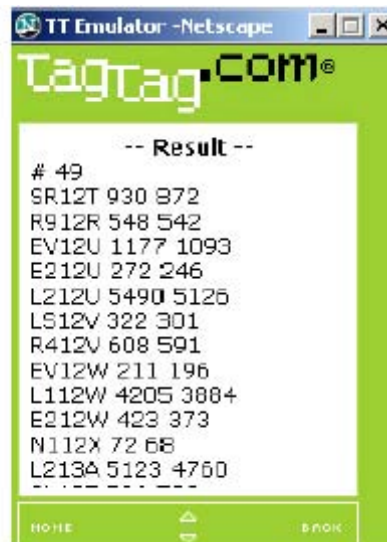 TT Emulator -Netscape
TagTag.com®
-- Result --
# 49
SR12T 930 872
R912R 548 542
EV12U 1177 1093
E212U 272 246
L212U 5490 5126
LS12V 322 301
R412V 608 591
EV12W 211 196
L112W 4205 3884
E212W 423 373
N112X 72 68
L213A 5123 4760
HOME BACK